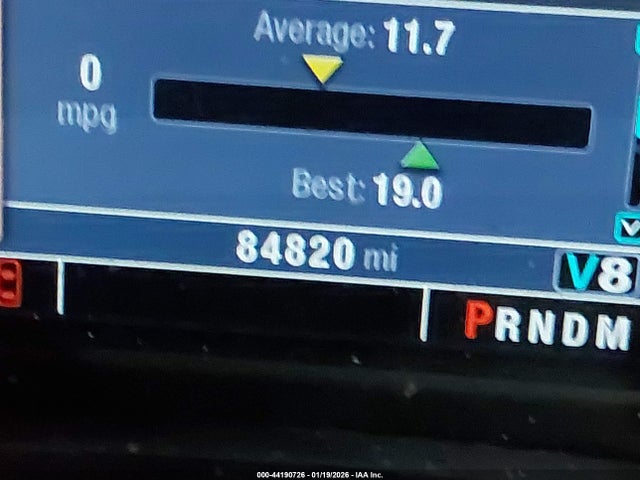 Average: 11.7
0
mpg
Best: 19.0
84820 mi
V8
PRNDM
000-44190726 - 01/19/2026 - IAA Inc.